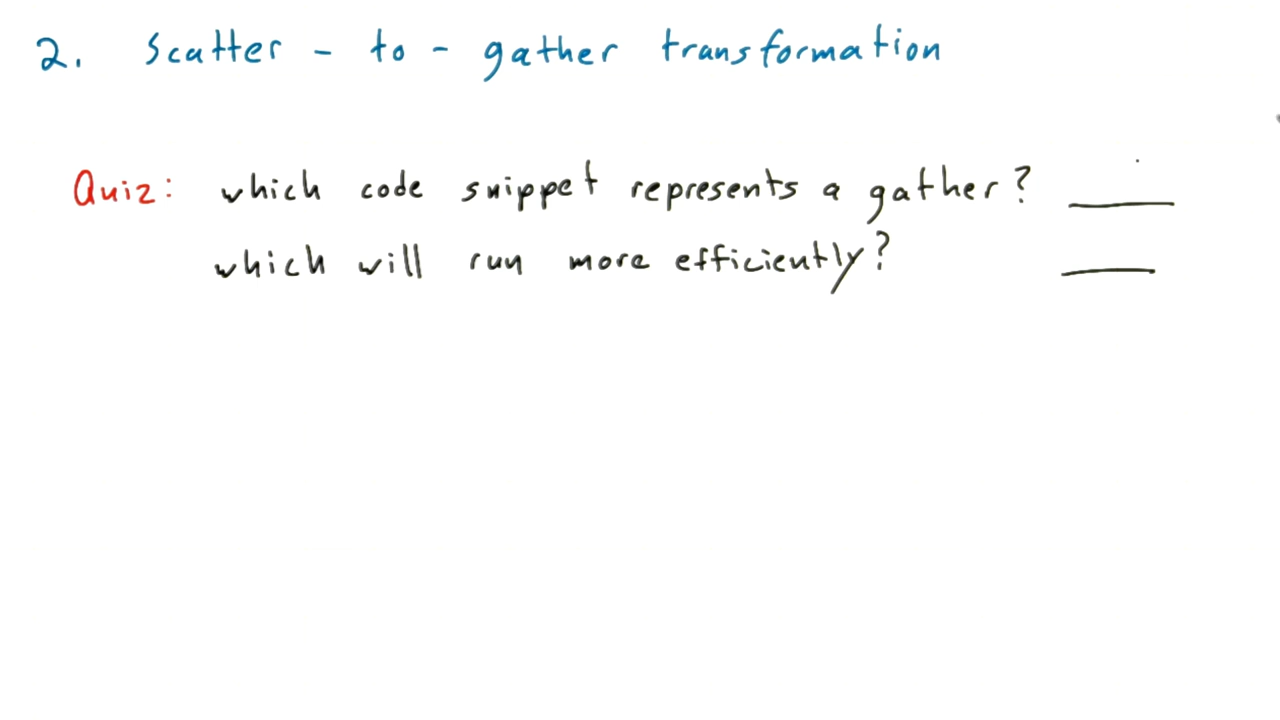 2. Scatter - to - gather transformation
Quiz: which code snippet represents a gather? ____
which will run more efficiently? ____